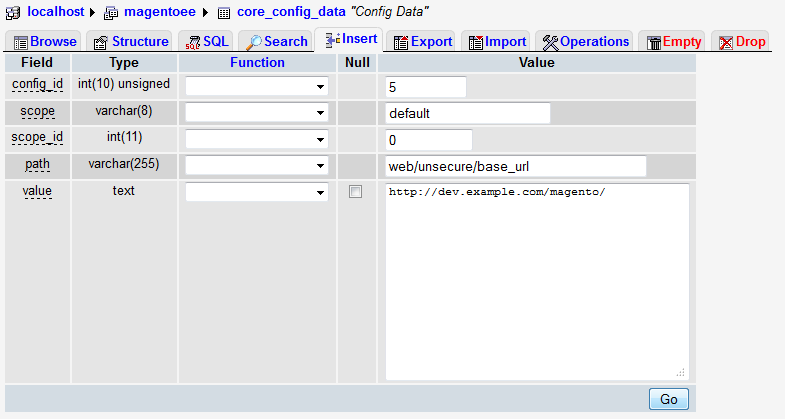 localhost magentoee core_config_data "Config Data"
Browse Structure SQL Search Insert Export Import Operations Empty Drop
Field Type Function Null Value
config_id int(10) unsigned 5
scope varchar(8) default
scope_id int(11) 0
path varchar(255) web/unsecure/base_url
value text http://dev.example.com/magento/
Go